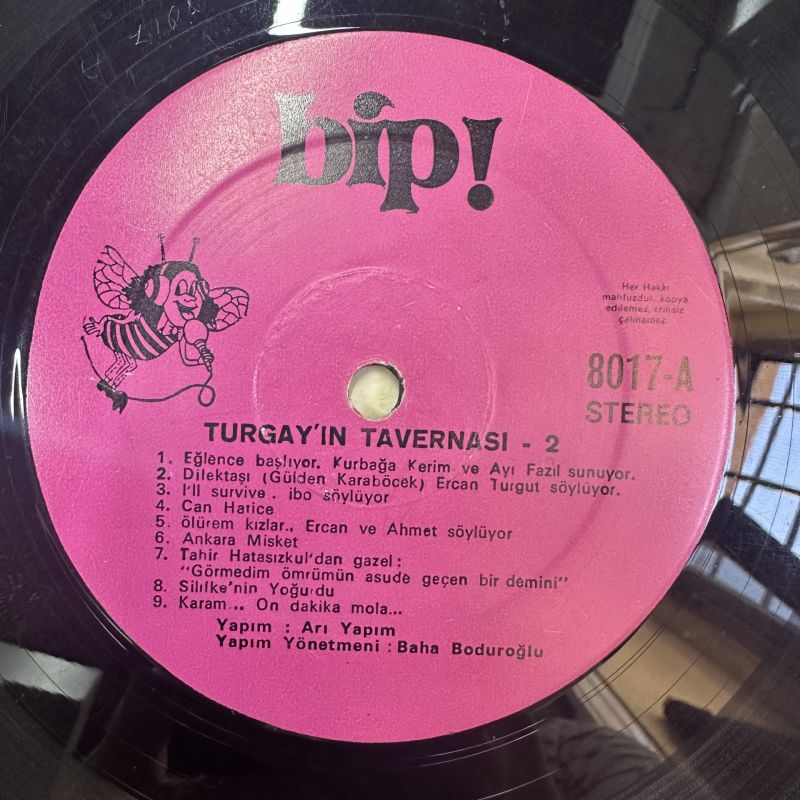 bip!
Her Hakkı
mahfuzdur, kopya
edilemez, izinsiz
çalınamaz.
8017-A
STEREO
TURGAY'IN TAVERNASI - 2
1. Eğlence başlıyor. Kurbağa Kerim ve Ayı Fazıl sunuyor.
2. Dilektaşı (Gülden Karaböcek) Ercan Turgut söylüyor.
3. I'll survive . ibo söylüyor
4. Can Hatice
5. ölürem kızlar.. Ercan ve Ahmet söylüyor
6. Ankara Misket
7. Tahir Hatasızkul'dan gazel :
"Görmedim ömrümün asude geçen bir demini"
8. Silifke'nin Yoğurdu
9. Karam... On dakika mola...
Yapım : Arı Yapım
Yapım Yönetmeni : Baha Boduroğlu